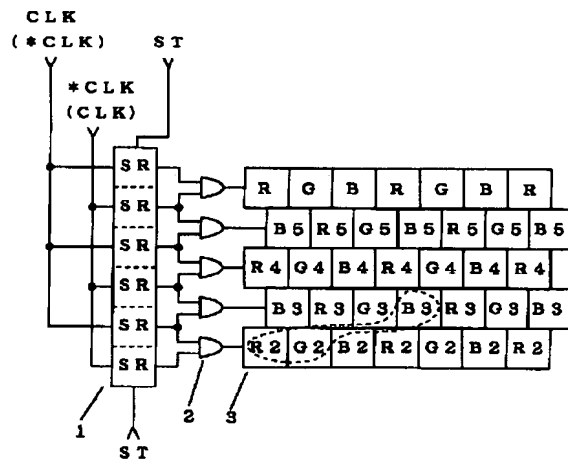 CLK
(*CLK)
ST
*CLK
(CLK)
SR
R G B R G B R
SR
B5 R5 G5 B5 R5 G5 B5
SR
R4 G4 B4 R4 G4 B4 R4
SR
B3 R3 G3 B3 R3 G3 B3
SR
R2 G2 B2 R2 G2 B2 R2
SR
1
2
3
ST